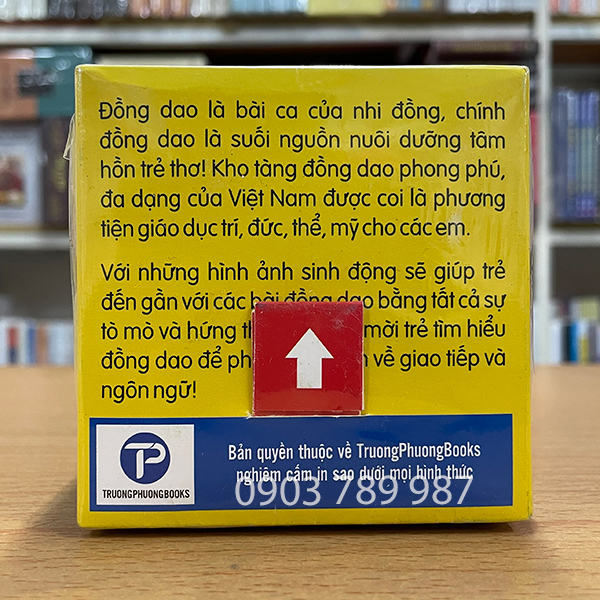 Đồng dao là bài ca của nhi đồng, chính
đồng dao là suối nguồn nuôi dưỡng tâm
hồn trẻ thơ! Kho tàng đồng dao phong phú,
đa dạng của Việt Nam được coi là phương
tiện giáo dục trí, đức, thể, mỹ cho các em.
Với những hình ảnh sinh động sẽ giúp trẻ
đến gần với các bài đồng dao bằng tất cả sự
tò mò và hứng mời trẻ tìm hiểu
đồng dao để về giao tiếp và
ngôn ngữ!
TP
TRUONGPHUONGBOOKS
Bản quyền thuộc về TruongPhuongBooks
nghiêm cấm in sao dưới mọi hình thức
0903 789 987